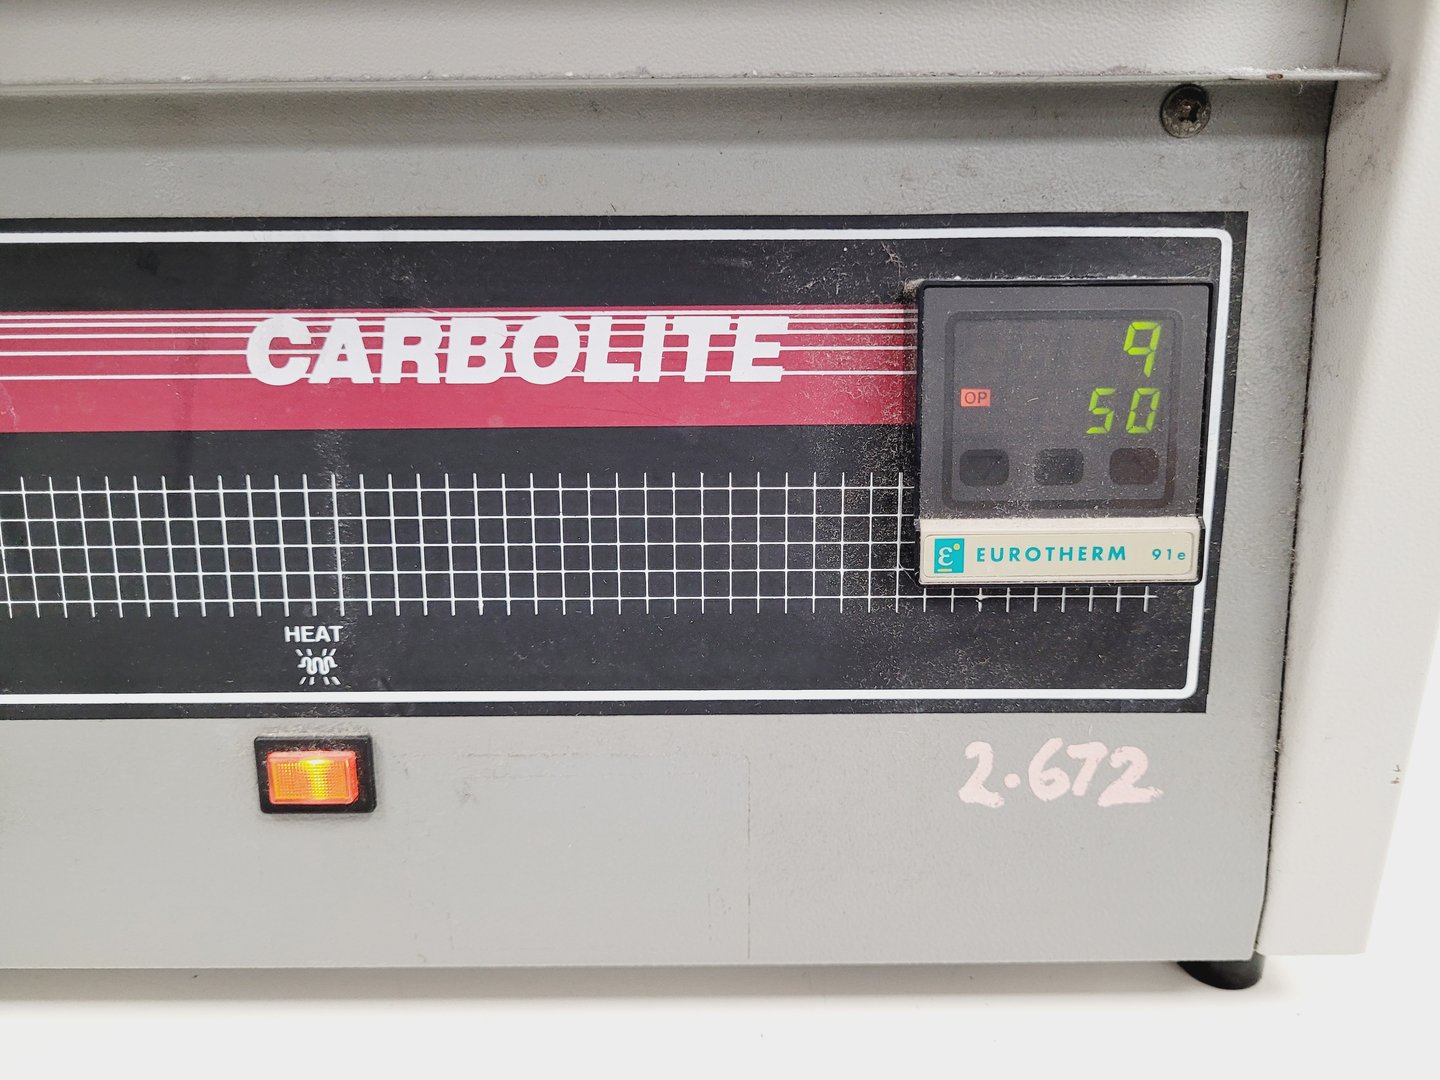 CARBOLITE
9
OP
50
ε
EUROTHERM 91e
HEAT
2.672